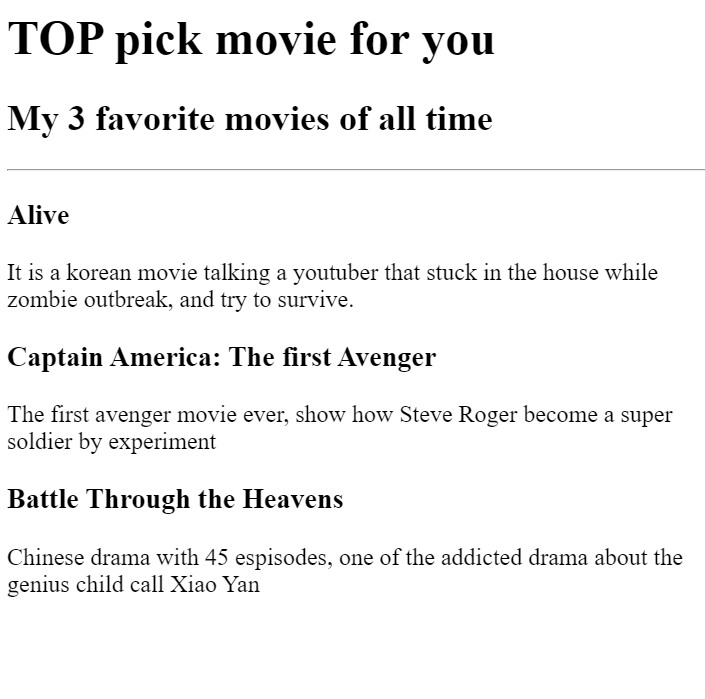 TOP pick movie for you
My 3 favorite movies of all time
Alive
It is a korean movie talking a youtuber that stuck in the house while
zombie outbreak, and try to survive.
Captain America: The first Avenger
The first avenger movie ever, show how Steve Roger become a super
soldier by experiment
Battle Through the Heavens
Chinese drama with 45 espisodes, one of the addicted drama about the
genius child call Xiao Yan